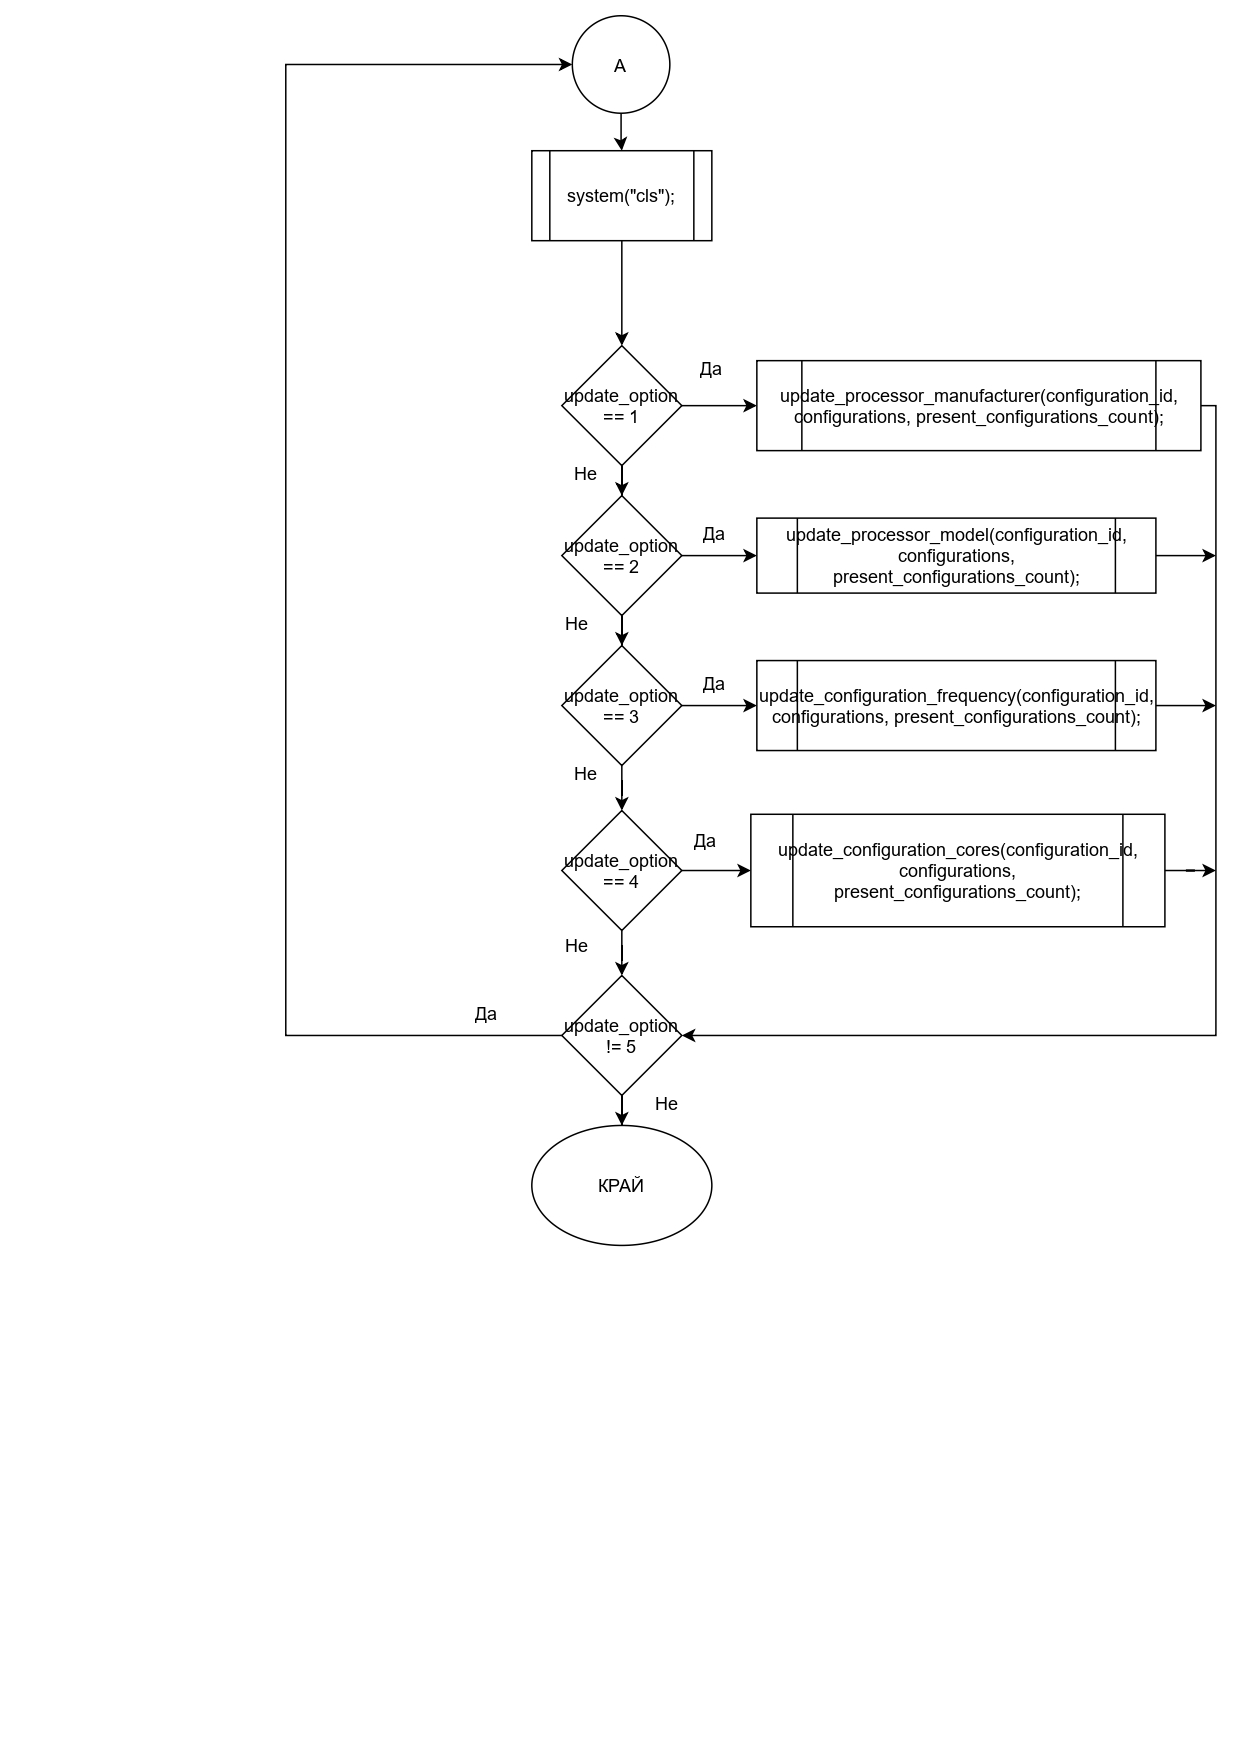 A
system("cls");
update_option
== 1
Да
update_processor_manufacturer(configuration_id,
configurations, present_configurations_count);
Не
update_option
== 2
Да
update_processor_model(configuration_id,
configurations,
present_configurations_count);
Не
update_option
== 3
Да
update_configuration_frequency(configuration_id,
configurations, present_configurations_count);
Не
update_option
== 4
Да
update_configuration_cores(configuration_id,
configurations,
present_configurations_count);
Не
Да
update_option
!= 5
Не
КРАЙ